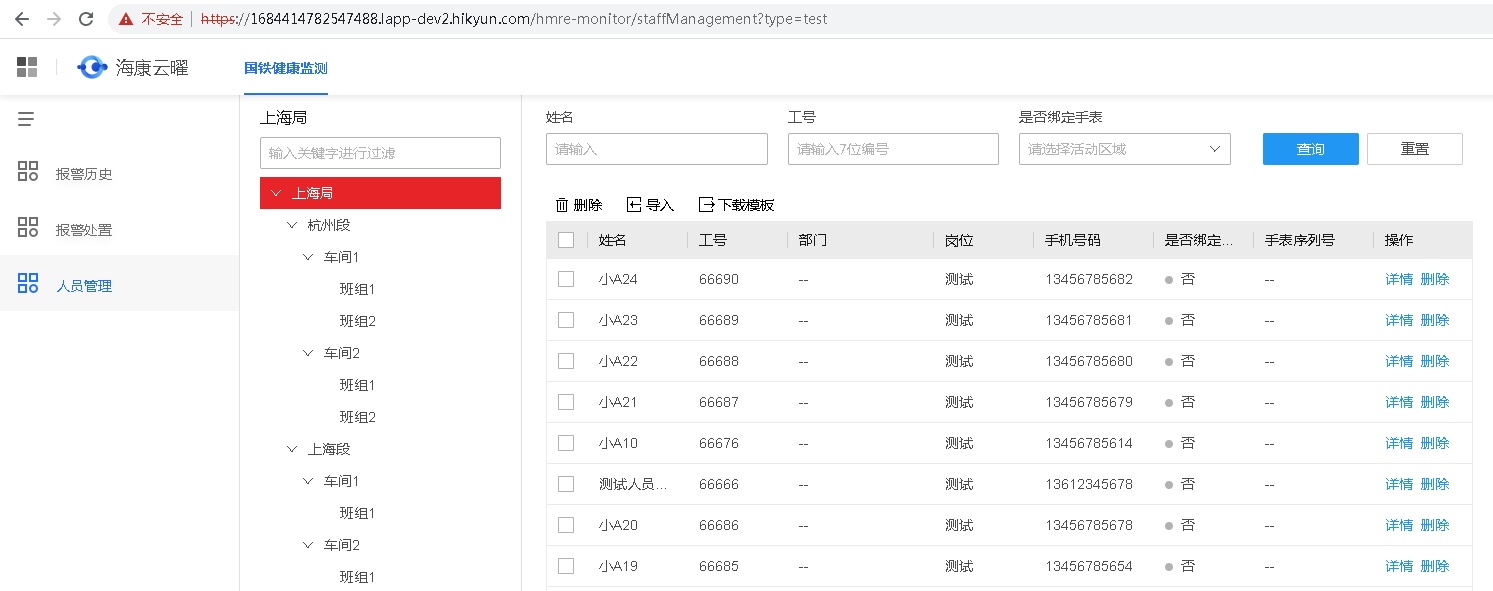 不安全 https://1684414782547488.lapp-dev2.hikyun.com/hmre-monitor/staffManagement?type=test
海康云曜 国铁健康监测
报警历史
报警处置
人员管理
上海局
输入关键字进行过滤
上海局
杭州段
车间1
班组1
班组2
车间2
班组1
班组2
上海段
车间1
班组1
车间2
班组1
姓名 工号 是否绑定手表
请输入 请输入7位编号 请选择活动区域 查询 重置
删除 导入 下载模板
姓名 工号 部门 岗位 手机号码 是否绑定... 手表序列号 操作
小A24 66690 -- 测试 13456785682 否 -- 详情 删除
小A23 66689 -- 测试 13456785681 否 -- 详情 删除
小A22 66688 -- 测试 13456785680 否 -- 详情 删除
小A21 66687 -- 测试 13456785679 否 -- 详情 删除
小A10 66676 -- 测试 13456785614 否 -- 详情 删除
测试人员... 66666 -- 测试 13612345678 否 -- 详情 删除
小A20 66686 -- 测试 13456785678 否 -- 详情 删除
小A19 66685 -- 测试 13456785654 否 -- 详情 删除